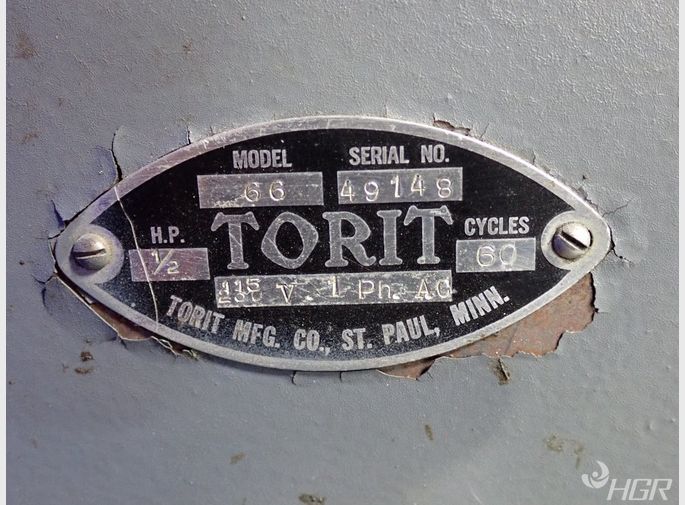 MODEL SERIAL NO.
66 49148
H.P. TORIT CYCLES
1/2 60
115 V. 1 Ph. AC
TORIT MFG. CO., ST. PAUL, MINN.
HGR